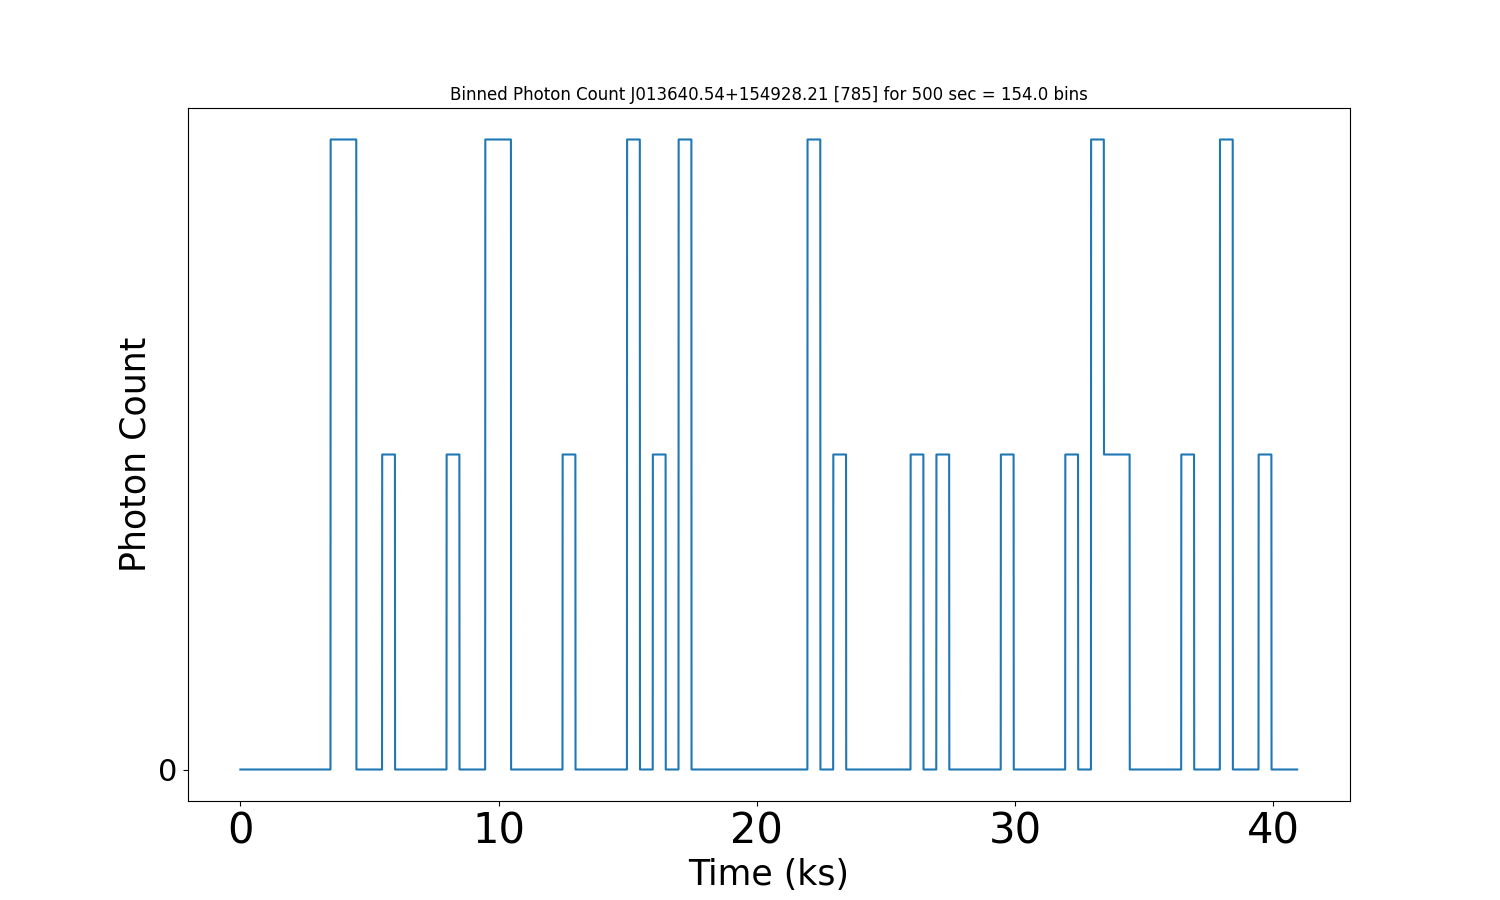 Binned Photon Count J013640.54+154928.21 [785] for 500 sec = 154.0 bins
Photon Count
0
0 10 20 30 40
Time (ks)